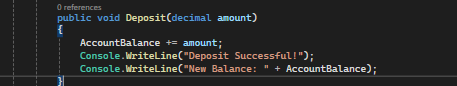 0 references
public void Deposit(decimal amount)
{
AccountBalance += amount;
Console.WriteLine("Deposit Successful!");
Console.WriteLine("New Balance: " + AccountBalance);
}